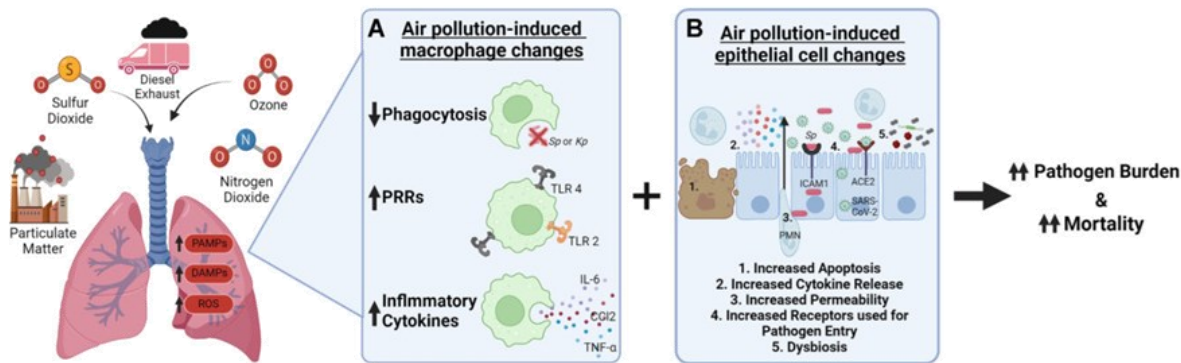 S
O
O
Sulfur
Dioxide
Diesel
Exhaust
O
O
O
Ozone
N
O
O
Nitrogen
Dioxide
Particulate
Matter
PAMPs
DAMPs
ROS
A
Air pollution-induced
macrophage changes
Phagocytosis
Sp or Kp
PRRs
TLR 4
TLR 2
Inflmmatory
Cytokines
IL-6
CGI2
TNF-α
+
B
Air pollution-induced
epithelial cell changes
1.
2.
Sp
4.
5.
ICAM1
ACE2
SARS-
CoV-2
3.
PMN
1. Increased Apoptosis
2. Increased Cytokine Release
3. Increased Permeability
4. Increased Receptors used for
Pathogen Entry
5. Dysbiosis
Pathogen Burden
&
Mortality